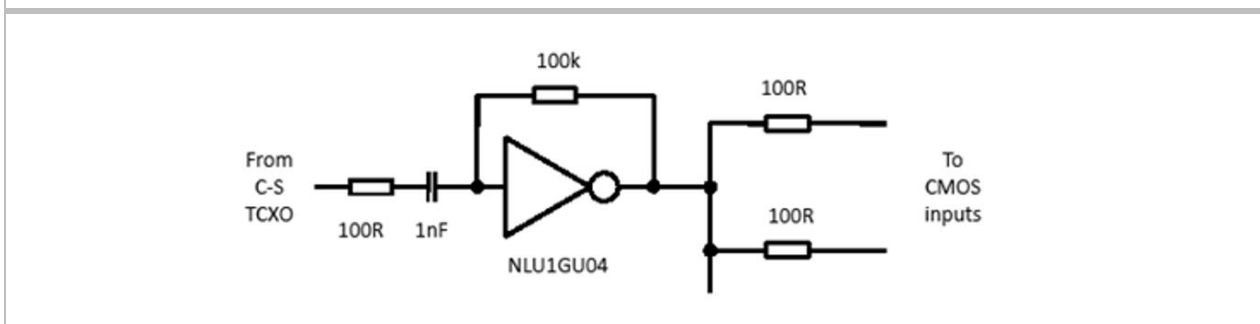 100k
100R
From
C-S
TCXO
To
CMOS
inputs
100R
1nF
100R
NLU1GU04